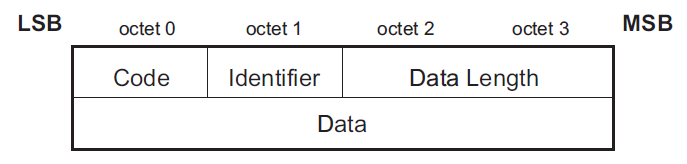 LSB octet 0 octet 1 octet 2 octet 3 MSB
Code Identifier Data Length
Data